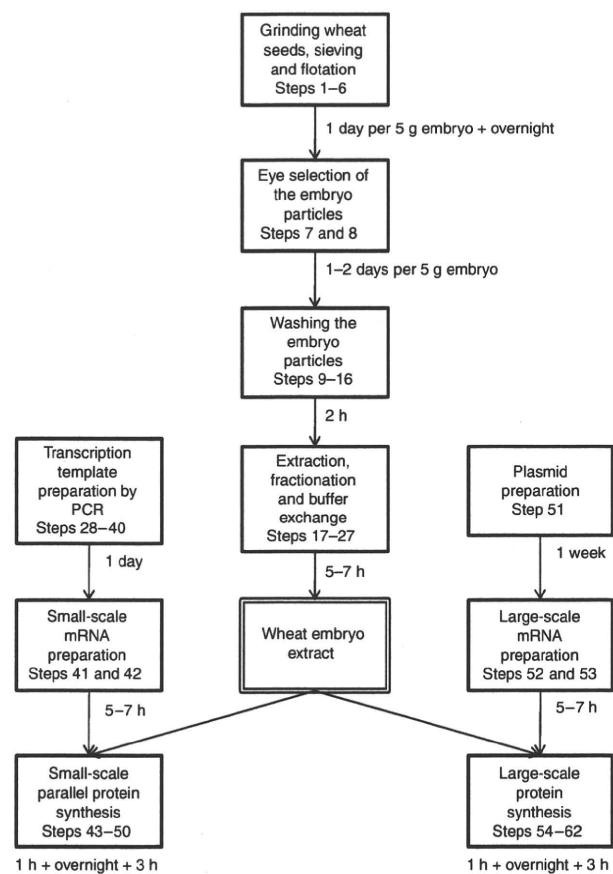 Grinding wheat
seeds, sieving
and flotation
Steps 1–6
1 day per 5 g embryo + overnight
Eye selection of
the embryo
particles
Steps 7 and 8
1–2 days per 5 g embryo
Washing the
embryo
particles
Steps 9–16
2 h
Transcription
template
preparation by
PCR
Steps 28–40
Extraction,
fractionation
and buffer
exchange
Steps 17–27
Plasmid
preparation
Step 51
1 day
5–7 h
1 week
Small-scale
mRNA
preparation
Steps 41 and 42
Wheat embryo
extract
Large-scale
mRNA
preparation
Steps 52 and 53
5–7 h
5–7 h
Small-scale
parallel protein
synthesis
Steps 43–50
Large-scale
protein
synthesis
Steps 54–62
1 h + overnight + 3 h
1 h + overnight + 3 h